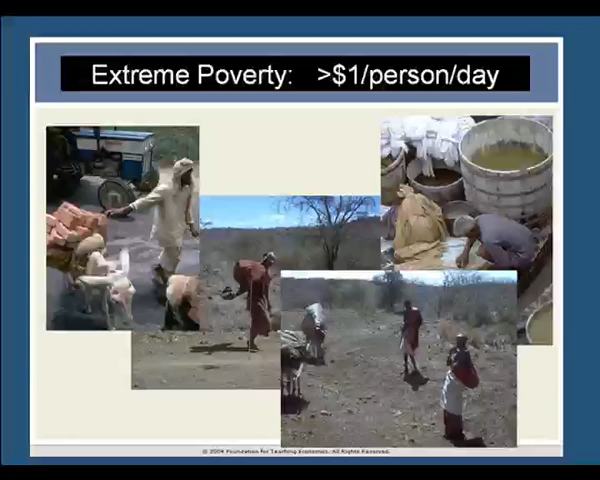 Extreme Poverty: >$1/person/day
© 2004 Foundation for Teaching Economics. All Rights Reserved.